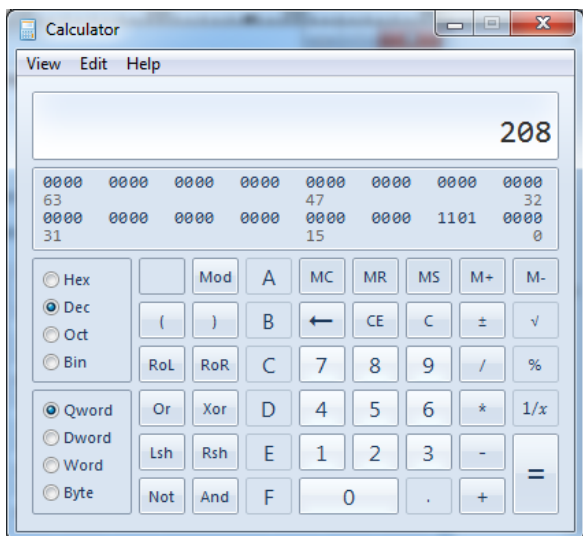 Calculator
View Edit Help
208
0000 0000 0000 0000 0000 0000 0000 0000
63 47 32
0000 0000 0000 0000 0000 0000 1101 0000
31 15 0
Hex Mod A MC MR MS M+ M-
Dec ( ) B ← CE C ± √
Oct
Bin RoL RoR C 7 8 9 / %
Qword Or Xor D 4 5 6 * 1/x
Dword Lsh Rsh E 1 2 3 - =
Word
Byte Not And F 0 . +